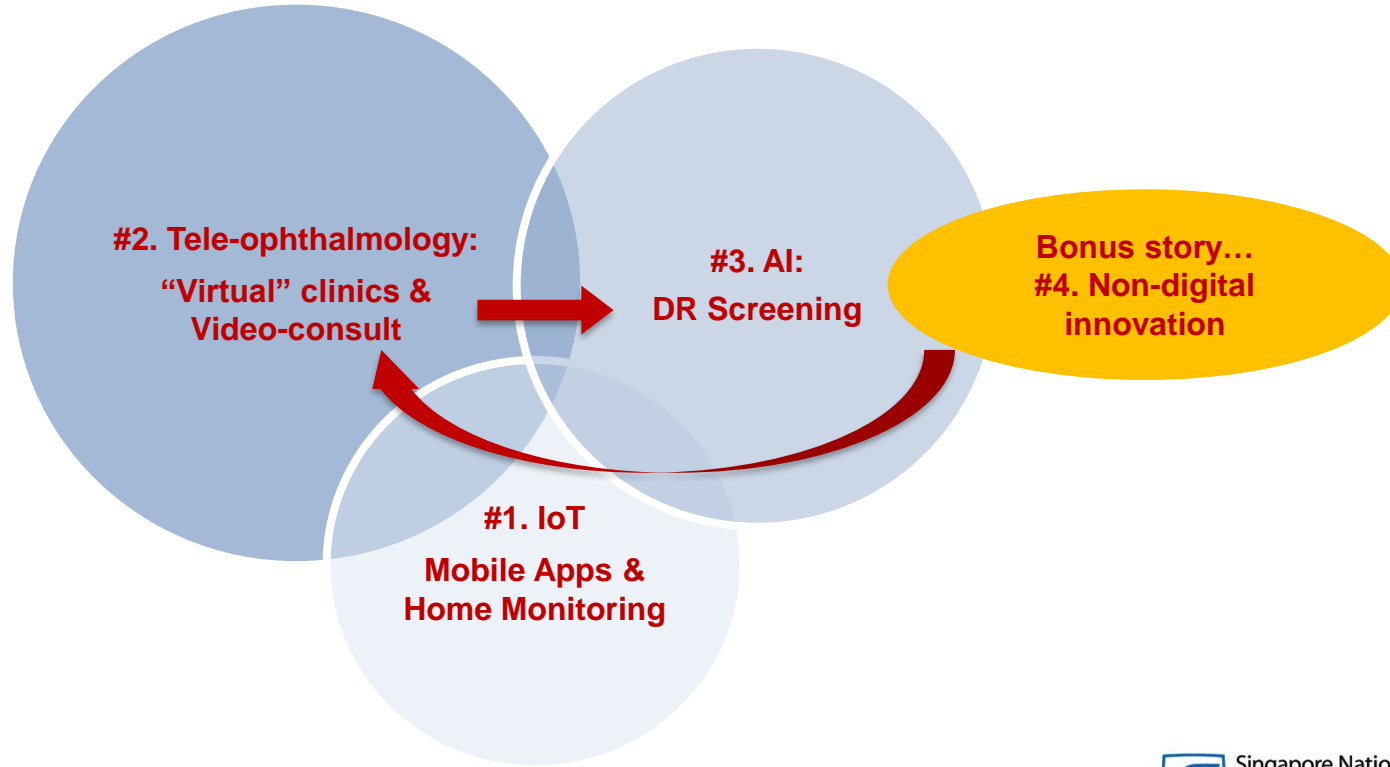 #2. Tele-ophthalmology:
“Virtual” clinics &
Video-consult
#3. AI:
DR Screening
Bonus story…
#4. Non-digital
innovation
#1. IoT
Mobile Apps &
Home Monitoring
Singapore